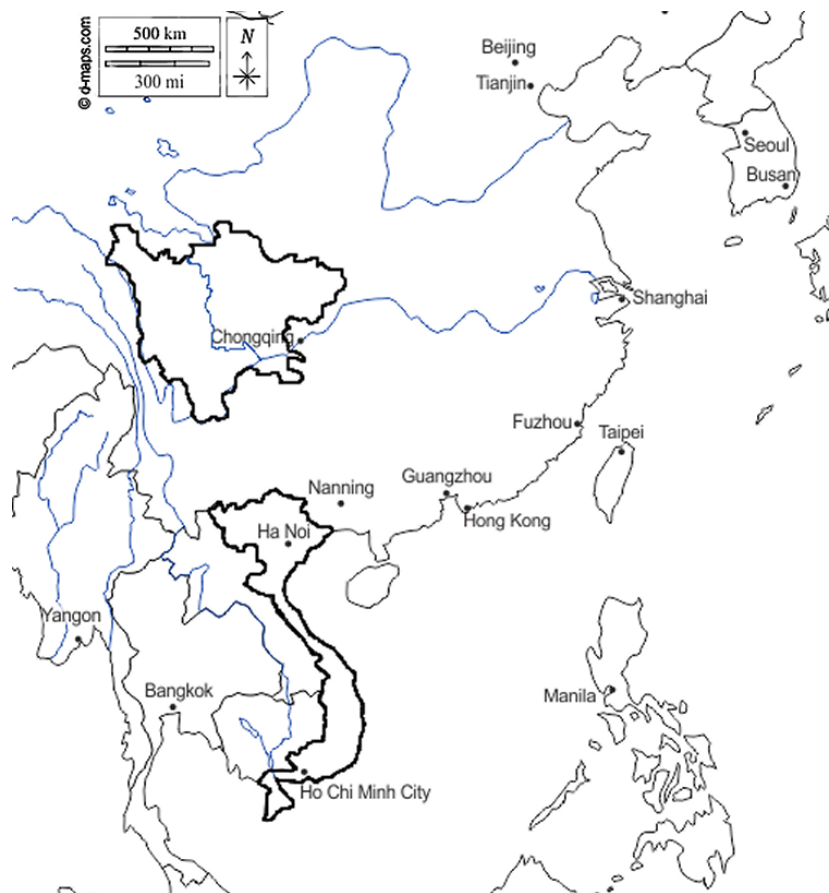 © d-maps.com
500 km
300 mi
N
Beijing
Tianjin
Seoul
Busan
Shanghai
Chongqing
Fuzhou
Taipei
Guangzhou
Nanning
Hong Kong
Ha Noi
Yangon
Bangkok
Manila
Ho Chi Minh City